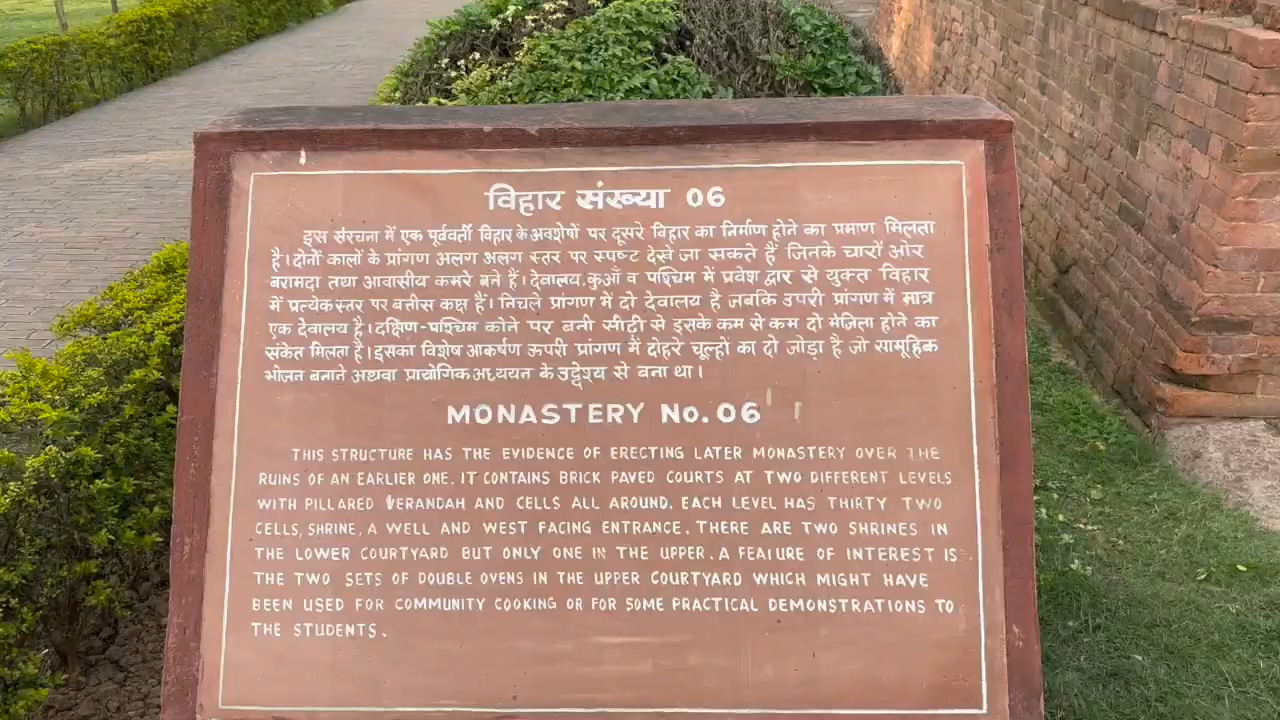 विहार संख्या 06
इस संरचना में एक पूर्ववर्ती विहार के अवशेषों पर दूसरे विहार का निर्माण होने का प्रमाण मिलता
है। दोनों कालों के प्रांगण अलग अलग स्तर पर स्पष्ट देखे जा सकते हैं जिनके चारों ओर
बरामदा तथा आवासीय कमरे बने हैं। देवालय, कुआँ व पश्चिम में प्रवेश द्वार से युक्त विहार
में प्रत्येक स्तर पर बत्तीस कक्ष हैं। निचले प्रांगण में दो देवालय है जबकि उपरी प्रांगण में मात्र
एक देवालय है। दक्षिण-पश्चिम कोने पर बनी सीढ़ी से इसके कम से कम दो मंजिला होने का
संकेत मिलता है। इसका विशेष आकर्षण ऊपरी प्रांगण में दोहरे चूल्हों का दो जोड़ा है जो सामूहिक
भोजन बनाने अथवा प्रायोगिक अध्ययन के उद्देश्य से बना था।
MONASTERY No. 06
THIS STRUCTURE HAS THE EVIDENCE OF ERECTING LATER MONASTERY OVER THE
RUINS OF AN EARLIER ONE. IT CONTAINS BRICK PAVED COURTS AT TWO DIFFERENT LEVELS
WITH PILLARED VERANDAH AND CELLS ALL AROUND. EACH LEVEL HAS THIRTY TWO
CELLS, SHRINE, A WELL AND WEST FACING ENTRANCE. THERE ARE TWO SHRINES IN
THE LOWER COURTYARD BUT ONLY ONE IN THE UPPER. A FEATURE OF INTEREST IS
THE TWO SETS OF DOUBLE OVENS IN THE UPPER COURTYARD WHICH MIGHT HAVE
BEEN USED FOR COMMUNITY COOKING OR FOR SOME PRACTICAL DEMONSTRATIONS TO
THE STUDENTS.